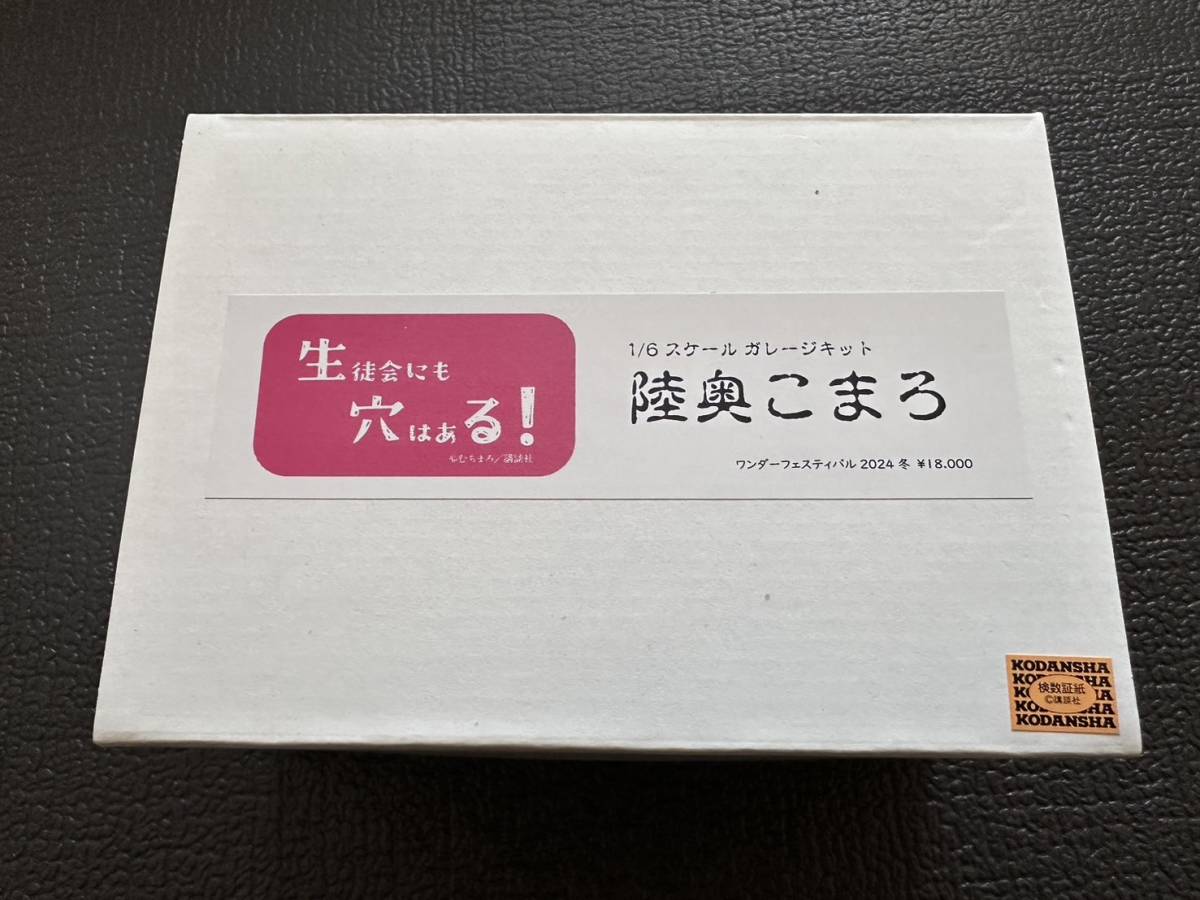 生徒会にも
穴はある!
むちまろ/講談社
1/6 スケール ガレージキット
陸奥こまろ
ワンダーフェスティバル 2024 冬 ¥18.000
KODANSHA
検数証紙
©講談社
KODANSHA